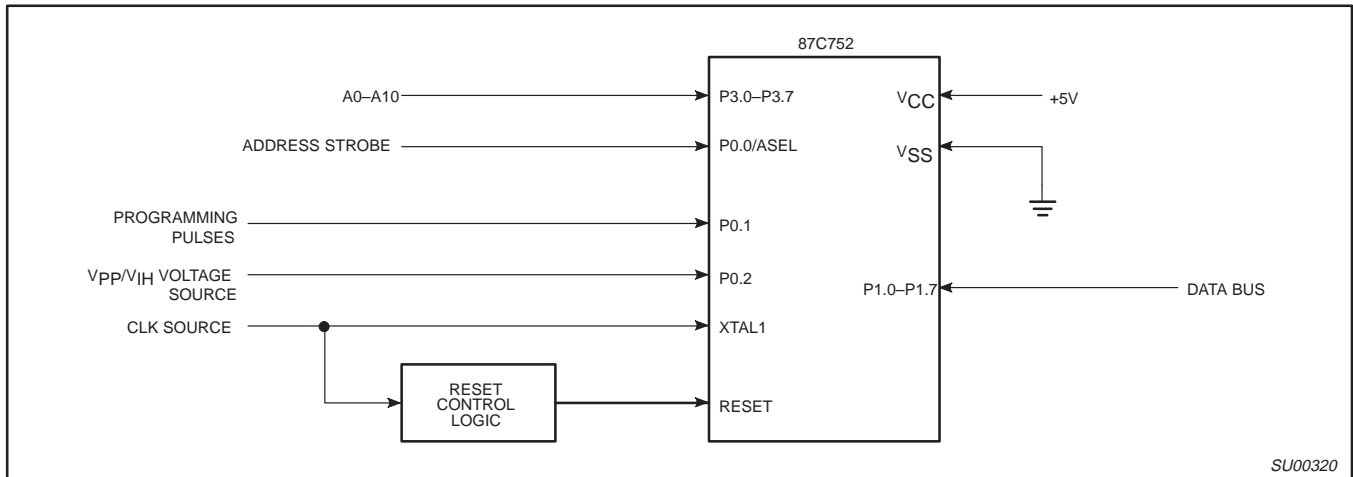 87C752
A0–A10
P3.0–P3.7
VCC
+5V
ADDRESS STROBE
P0.0/ASEL
VSS
PROGRAMMING
PULSES
P0.1
VPP/VIH VOLTAGE
SOURCE
P0.2
P1.0–P1.7
DATA BUS
CLK SOURCE
XTAL1
RESET
CONTROL
LOGIC
RESET
SU00320